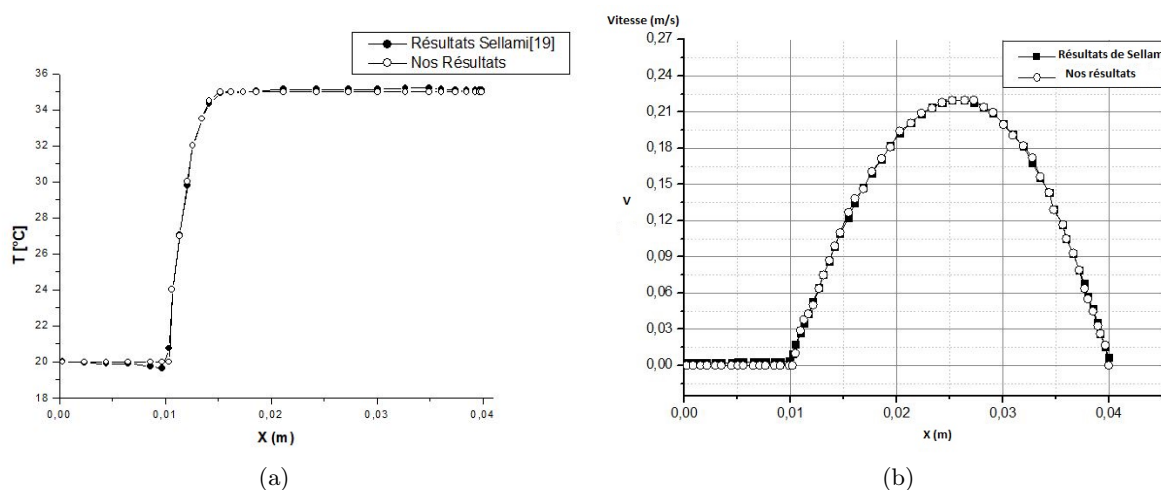 Résultats Sellami[19]
Nos Résultats
36
34
32
30
28
26
24
22
20
18
T [°C]
0,00
0,01
0,02
0,03
0,04
X (m)
(a)
Vitesse (m/s)
0,27
0,24
0,21
0,18
0,15
0,12
0,09
0,06
0,03
0,00
V
Résultats de Sellami
Nos résultats
0,00
0,01
0,02
0,03
0,04
X (m)
(b)